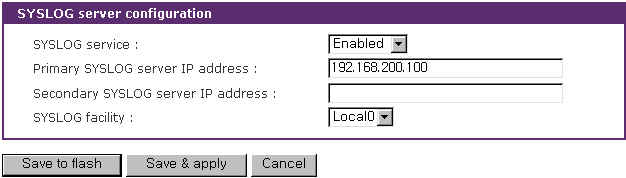 SYSLOG server configuration
SYSLOG service : Enabled
Primary SYSLOG server IP address : 192.168.200.100
Secondary SYSLOG server IP address :
SYSLOG facility : Local0
Save to flash Save & apply Cancel